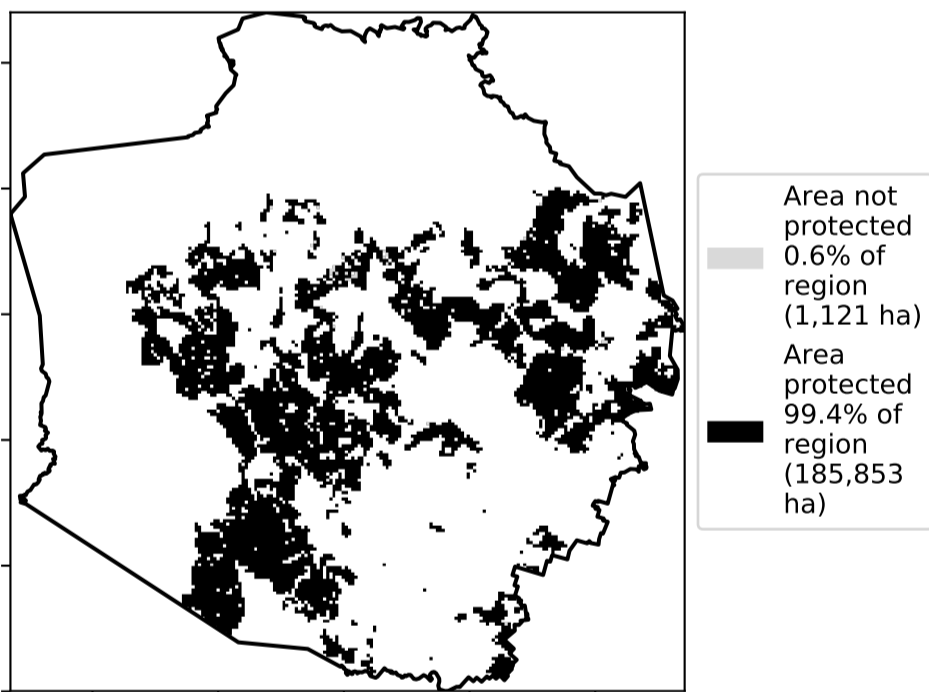 Area not
protected
0.6% of
region
(1,121 ha)
Area
protected
99.4% of
region
(185,853
ha)